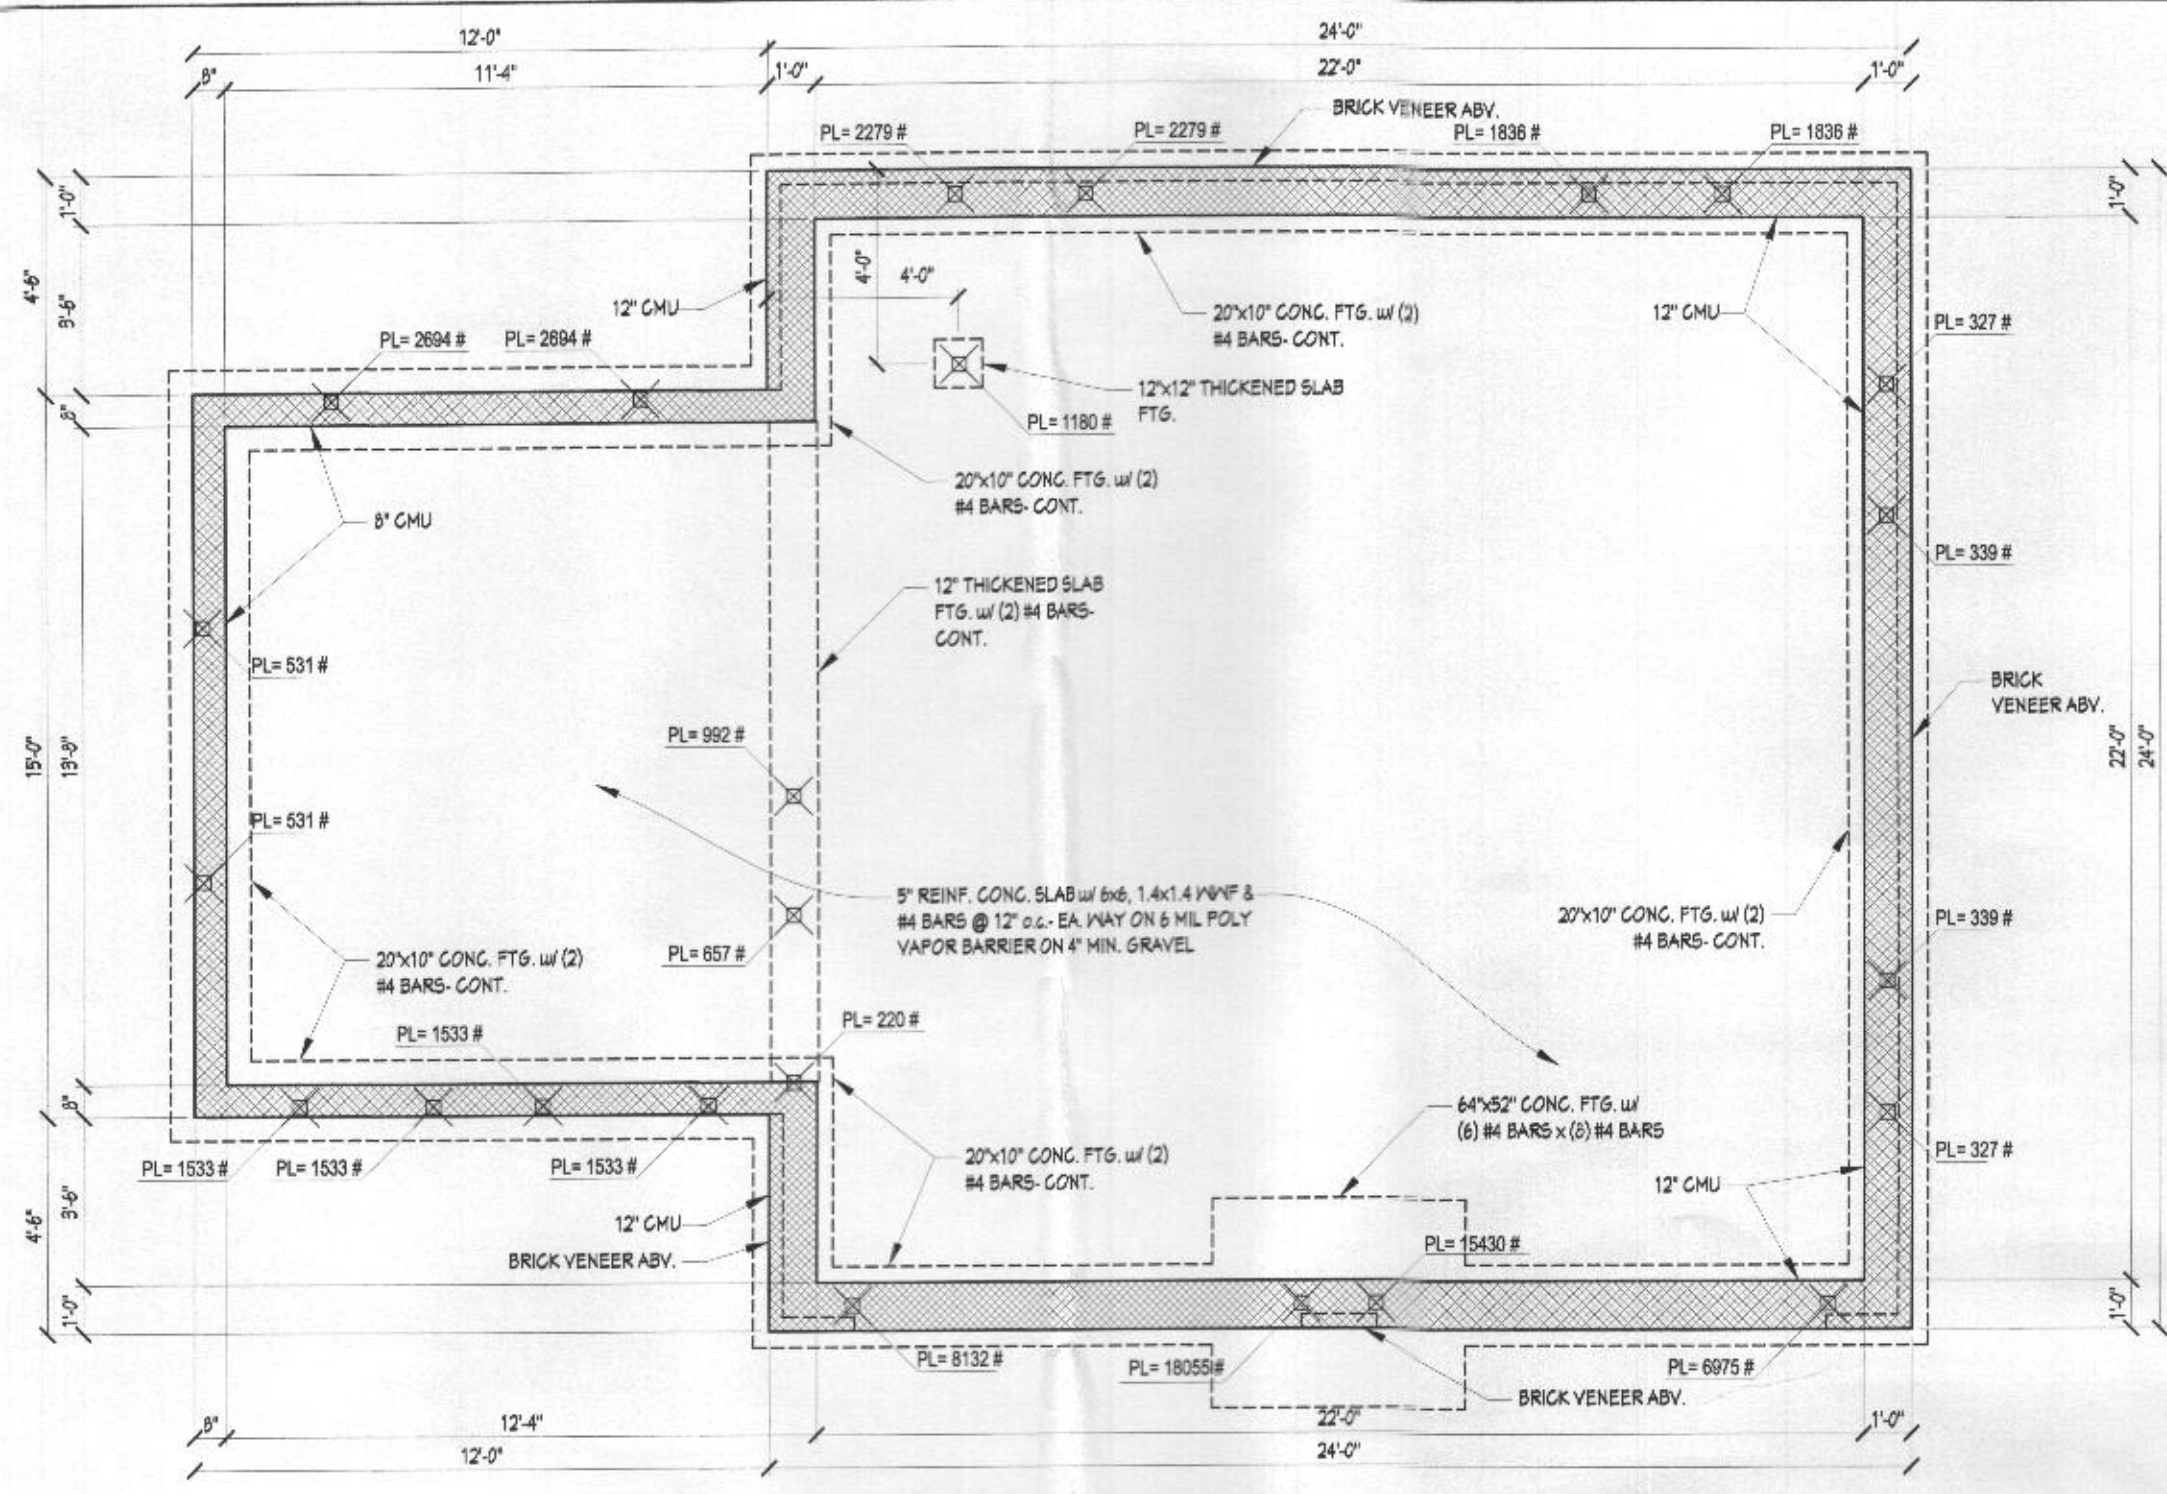 12'-0"
24'-0"
8"
11'-4"
1'-0"
22'-0"
1'-0"
BRICK VENEER ABV.
PL= 2279 #
PL= 2279 #
PL= 1836 #
PL= 1836 #
1'-0"
1'-0"
4'-6"
3'-6"
4'-0"
4'-0"
12" CMU
20"x10" CONC. FTG. w/ (2)
#4 BARS- CONT.
12" CMU
PL= 327 #
PL= 2694 #
PL= 2694 #
12"x12" THICKENED SLAB
FTG.
PL= 1180 #
8"
20"x10" CONC. FTG. w/ (2)
#4 BARS- CONT.
8" CMU
PL= 339 #
12" THICKENED SLAB
FTG. w/ (2) #4 BARS-
CONT.
PL= 531 #
BRICK
VENEER ABV.
PL= 992 #
15'-0"
13'-8"
22'-0"
24'-0"
PL= 531 #
5" REINF. CONC. SLAB w/ 6x6, 1.4x1.4 WWF &
#4 BARS @ 12" o.c.- EA. WAY ON 6 MIL POLY
VAPOR BARRIER ON 4" MIN. GRAVEL
20"x10" CONC. FTG. w/ (2)
#4 BARS- CONT.
PL= 339 #
20"x10" CONC. FTG. w/ (2)
#4 BARS- CONT.
PL= 657 #
PL= 1533 #
PL= 220 #
8"
64"x52" CONC. FTG. w/
(6) #4 BARS x (8) #4 BARS
PL= 1533 #
PL= 1533 #
PL= 1533 #
20"x10" CONC. FTG. w/ (2)
#4 BARS- CONT.
12" CMU
PL= 327 #
4'-6"
3'-6"
12" CMU
BRICK VENEER ABV.
PL= 15430 #
1'-0"
1'-0"
PL= 8132 #
PL= 18055 #
PL= 6975 #
BRICK VENEER ABV.
8"
12'-4"
22'-0"
1'-0"
12'-0"
24'-0"